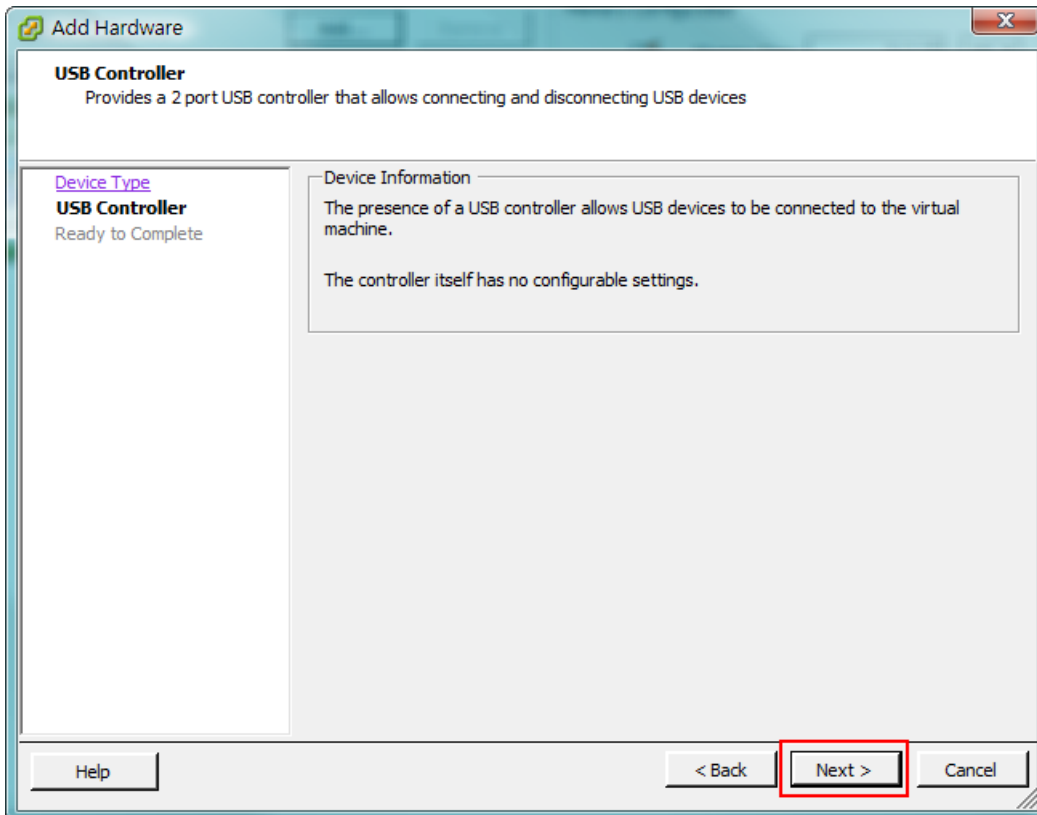 Add Hardware
USB Controller
Provides a 2 port USB controller that allows connecting and disconnecting USB devices
Device Type
USB Controller
Ready to Complete
Device Information
The presence of a USB controller allows USB devices to be connected to the virtual
machine.
The controller itself has no configurable settings.
Help
< Back
Next >
Cancel